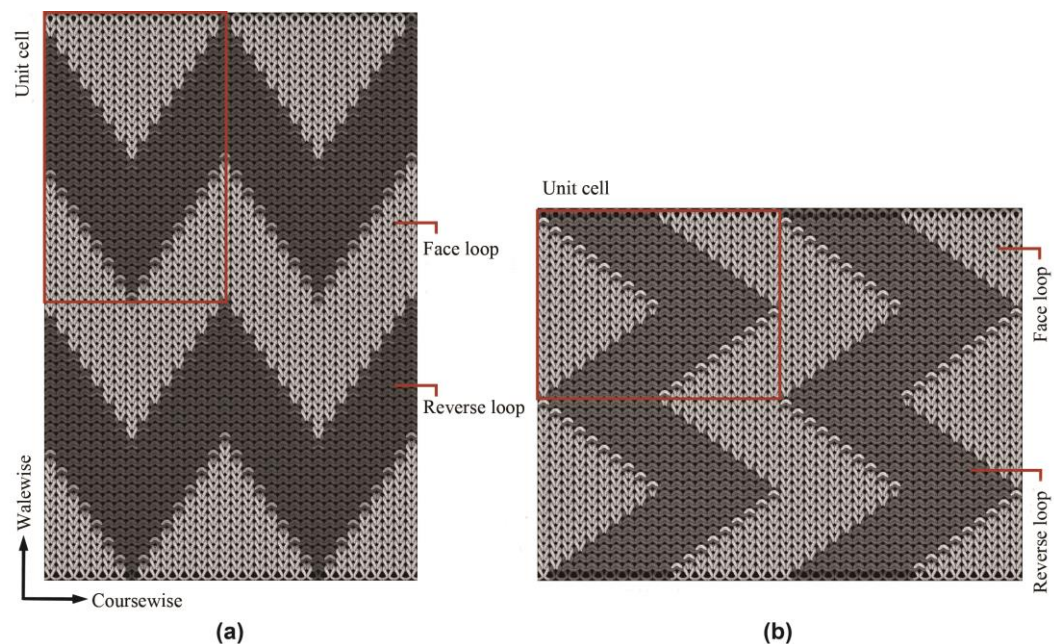 Unit cell
Face loop
Reverse loop
Walewise
Coursewise
(a)
Unit cell
Face loop
Reverse loop
(b)